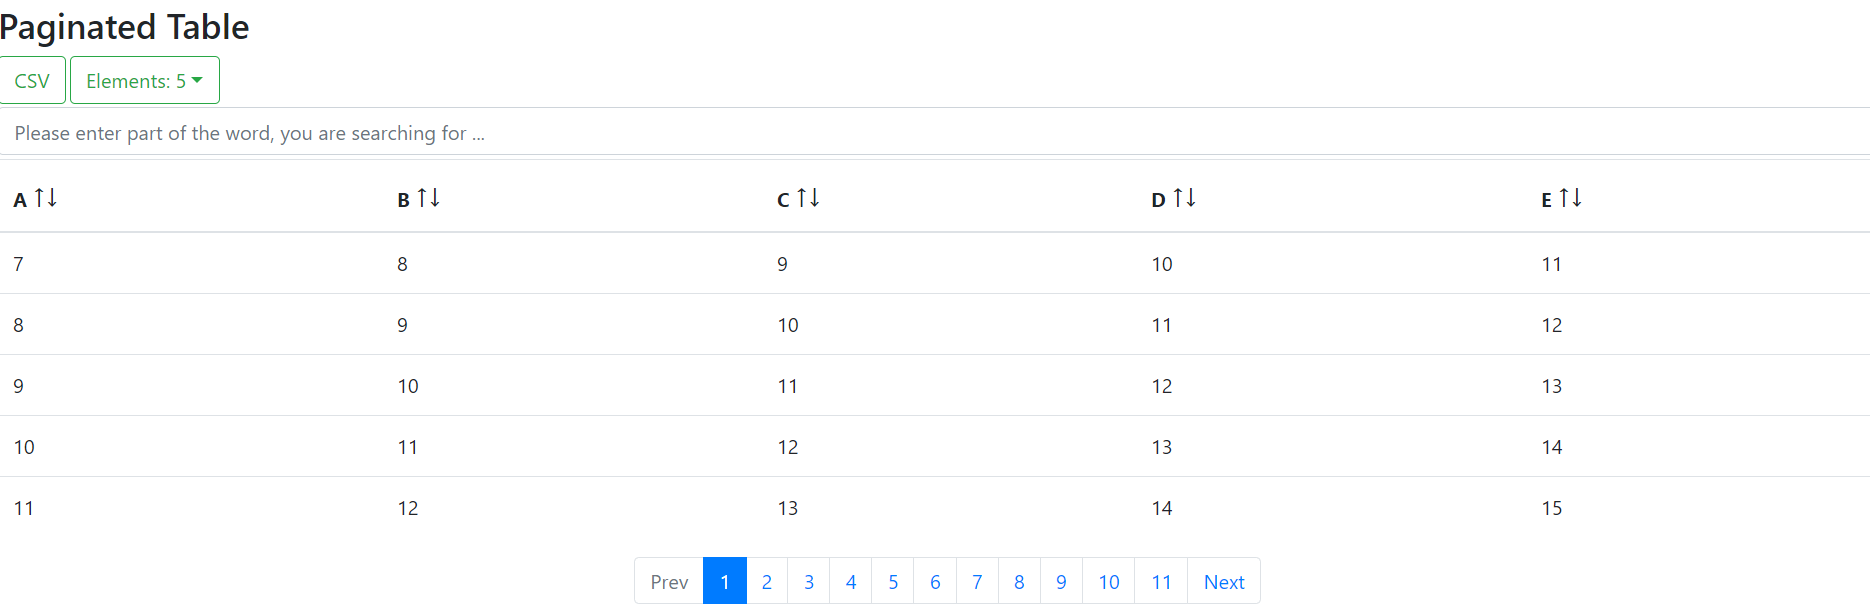 Paginated Table
CSV Elements: 5
Please enter part of the word, you are searching for ...
A ↑↓ B ↑↓ C ↑↓ D ↑↓ E ↑↓
7 8 9 10 11
8 9 10 11 12
9 10 11 12 13
10 11 12 13 14
11 12 13 14 15
Prev 1 2 3 4 5 6 7 8 9 10 11 Next